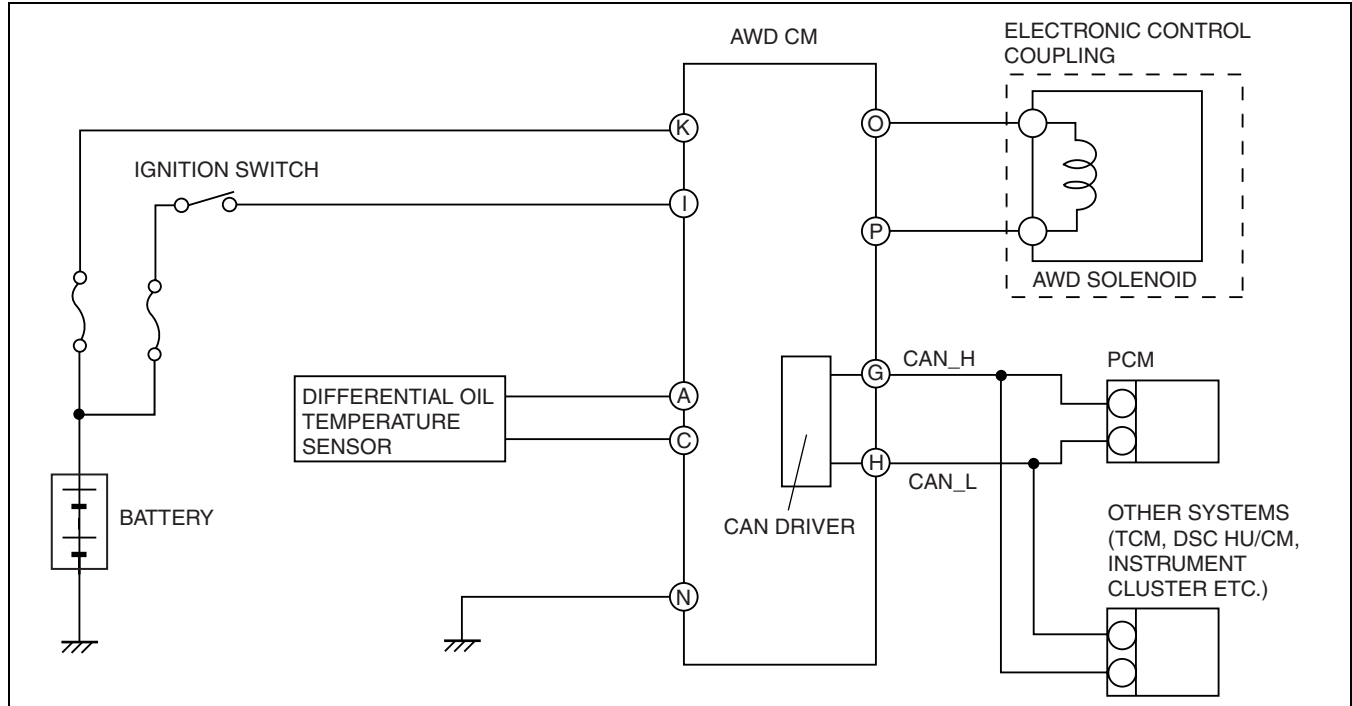 AWD CM
ELECTRONIC CONTROL
COUPLING
K
O
IGNITION SWITCH
I
P
AWD SOLENOID
CAN_H
PCM
G
DIFFERENTIAL OIL
TEMPERATURE
SENSOR
A
C
H
CAN_L
BATTERY
CAN DRIVER
OTHER SYSTEMS
(TCM, DSC HU/CM,
INSTRUMENT
CLUSTER ETC.)
N